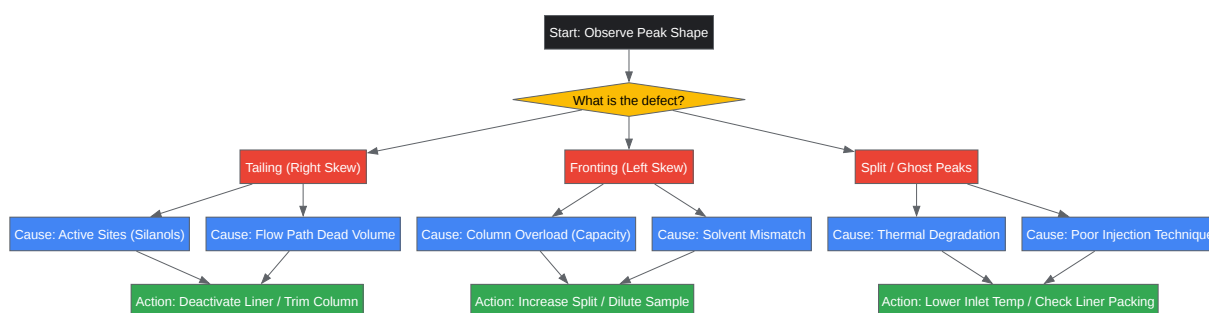 Start: Observe Peak Shape
What is the defect?
Tailing (Right Skew)
Fronting (Left Skew)
Split / Ghost Peaks
Cause: Active Sites (Silanols)
Cause: Flow Path Dead Volume
Cause: Column Overload (Capacity)
Cause: Solvent Mismatch
Cause: Thermal Degradation
Cause: Poor Injection Technique
Action: Deactivate Liner / Trim Column
Action: Increase Split / Dilute Sample
Action: Lower Inlet Temp / Check Liner Packing